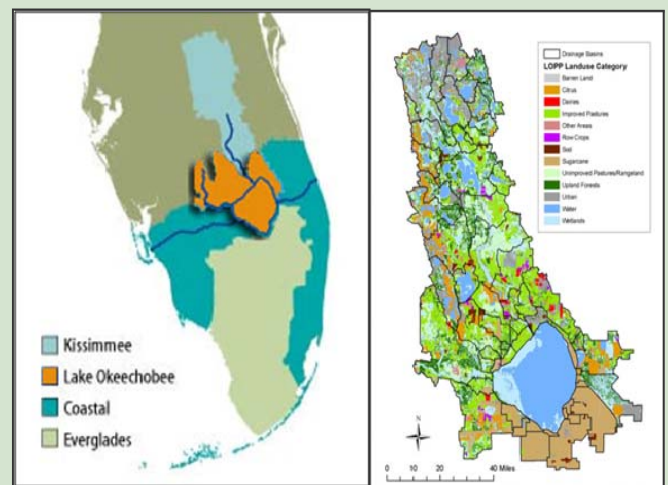 Kissimmee
Lake Okeechobee
Coastal
Everglades
Drainage Basins
LOIPP Landuse Category
Barren Land
Citrus
Dairies
Improved Pastures
Other Areas
Row Crops
Sod
Sugarcane
Unimproved Pastures/Rangeland
Upland Forests
Urban
Water
Wetlands
N
0 10 20 40 Miles